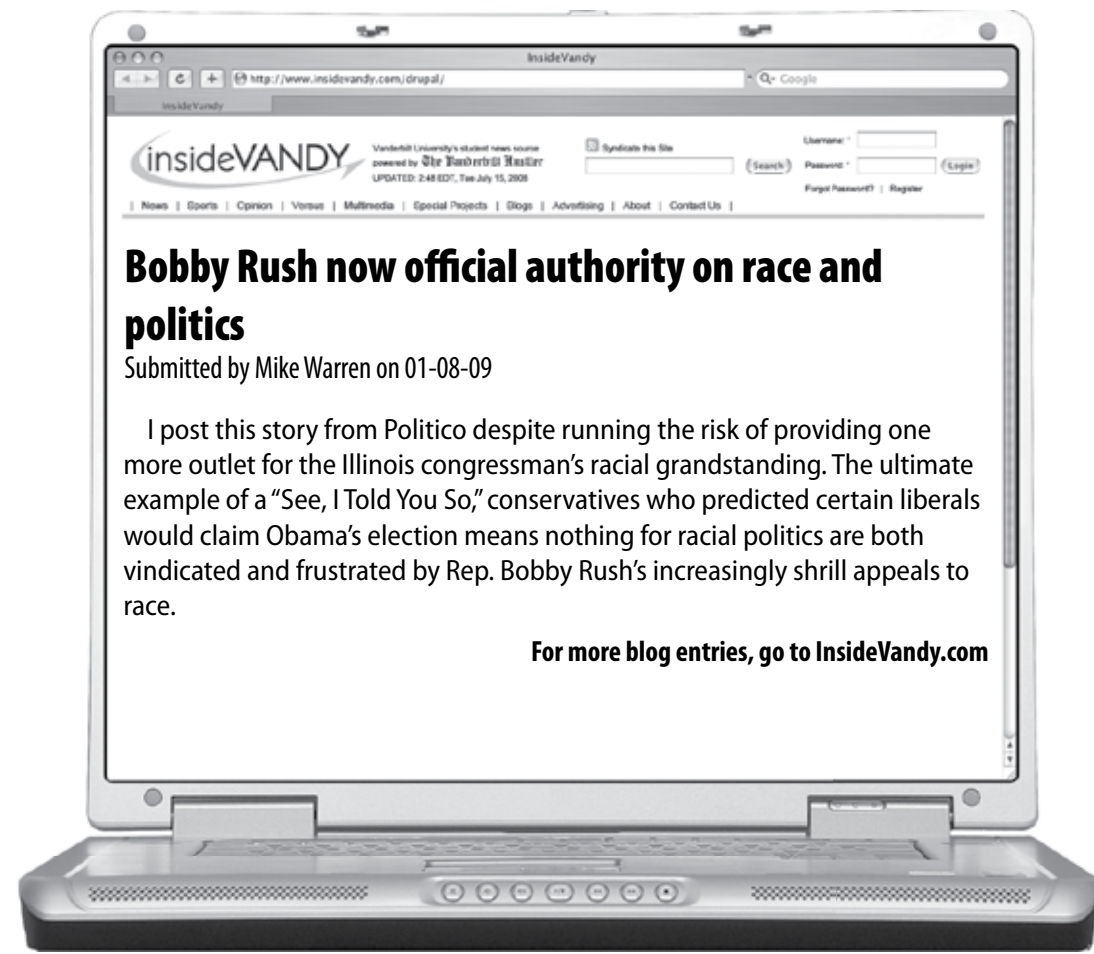 InsideVandy
http://www.insidevandy.com/drupal/
Google
InsideVandy
insideVANDY
Vanderbilt University's student news source
powered by The Vanderbilt Hustler
UPDATED: 2:48 EDT, Tue July 15, 2008
Syndicate this Site
Search
Username: *
Password: *
Login
Forgot Password? | Register
| News | Sports | Opinion | Versus | Multimedia | Special Projects | Blogs | Advertising | About | Contact Us |
Bobby Rush now official authority on race and
politics
Submitted by Mike Warren on 01-08-09
I post this story from Politico despite running the risk of providing one
more outlet for the Illinois congressman’s racial grandstanding. The ultimate
example of a “See, I Told You So,” conservatives who predicted certain liberals
would claim Obama’s election means nothing for racial politics are both
vindicated and frustrated by Rep. Bobby Rush’s increasingly shrill appeals to
race.
For more blog entries, go to InsideVandy.com